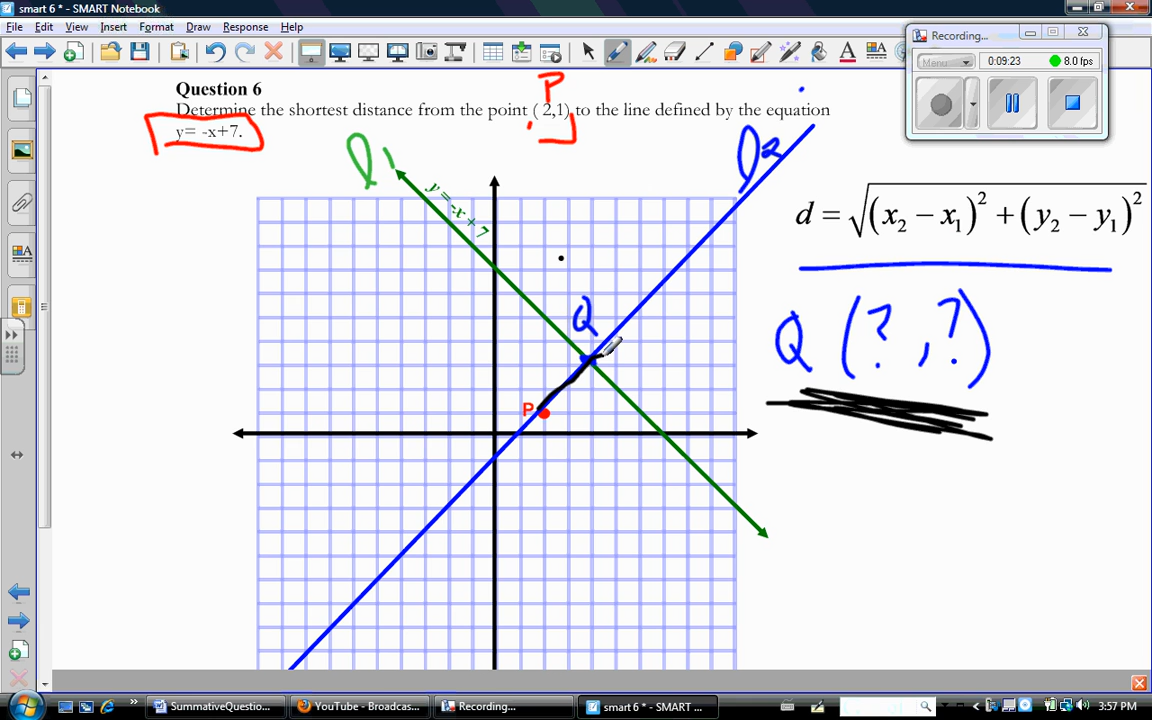 smart 6 * - SMART Notebook
File Edit View Insert Format Draw Response Help
Recording...
Menu
0:09:23
8.0 fps
Question 6
P
Determine the shortest distance from the point ( 2,1) to the line defined by the equation
y= -x+7.
l1
l2
y = -x + 7
d = √(x₂ − x₁)² + (y₂ − y₁)²
Q
Q (?,?)
P
SummativeQuestio...
YouTube - Broadcas...
Recording...
smart 6 * - SMART ...
3:57 PM